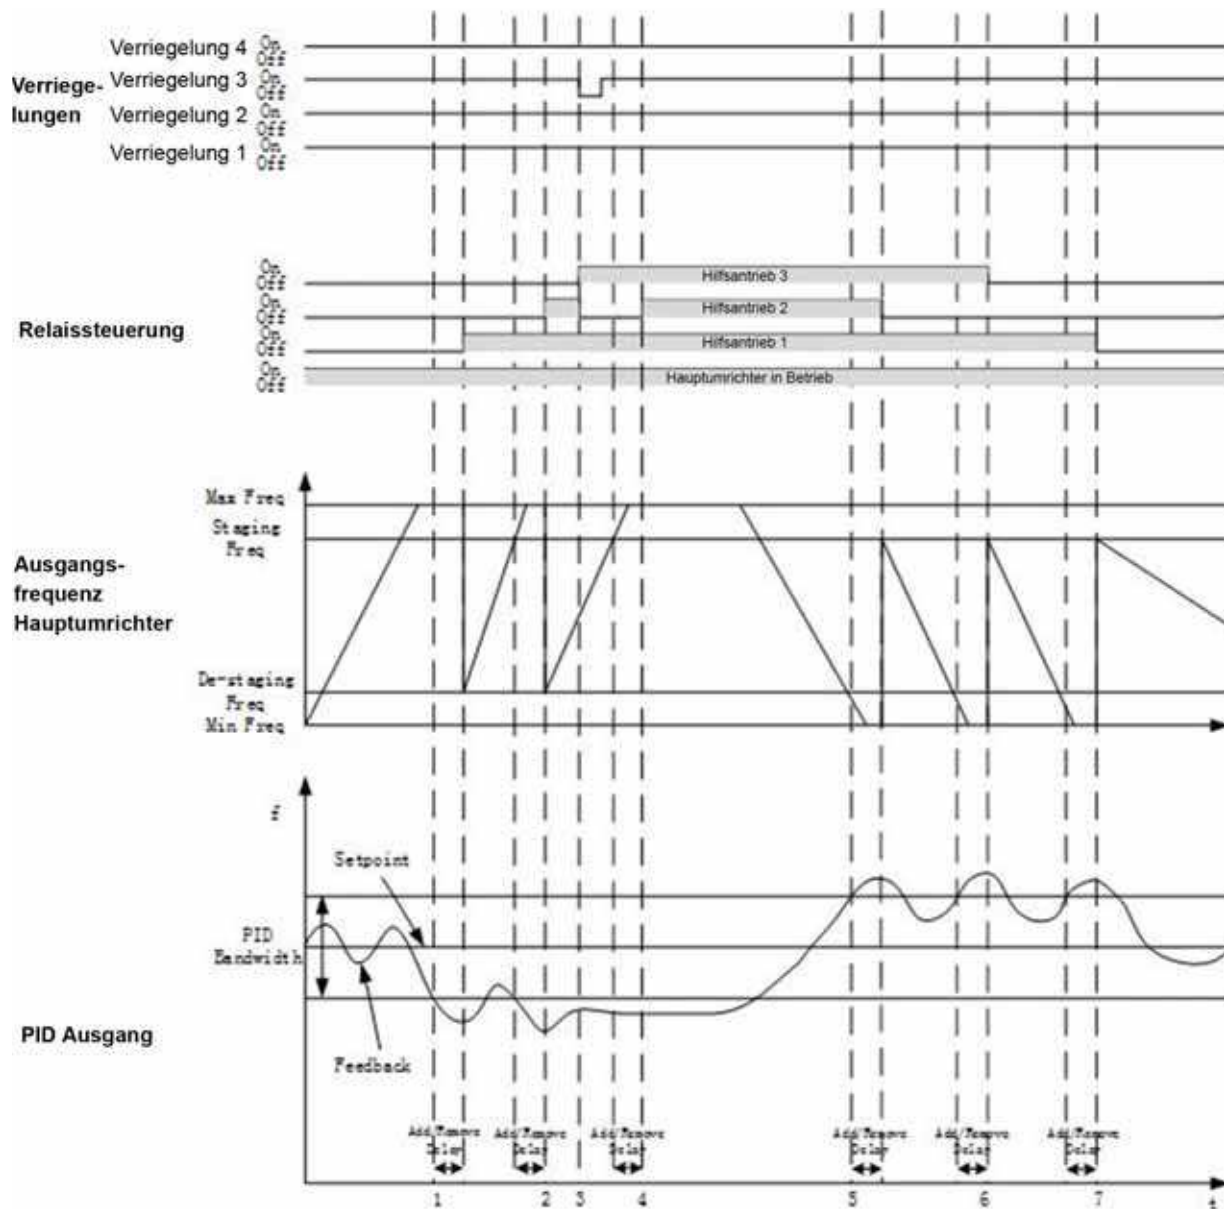 Verriegelung 4 On
Off
Verriege-
lungen
Verriegelung 3 On
Off
Verriegelung 2 On
Off
Verriegelung 1 On
Off
Relaissteuerung
On
Off
Hilfsantrieb 3
On
Off
Hilfsantrieb 2
On
Off
Hilfsantrieb 1
On
Off
Hauptumrichter in Betrieb
Ausgangs-
frequenz
Hauptumrichter
Max Freq
Staging
Freq
De-staging
Freq
Min Freq
f
Setpoint
PID
Bandwidth
PID Ausgang
Feedback
Add/Remove
Delay
Add/Remove
Delay
Add/Remove
Delay
Add/Remove
Delay
Add/Remove
Delay
Add/Remove
Delay
1 2 3 4 5 6 7 t